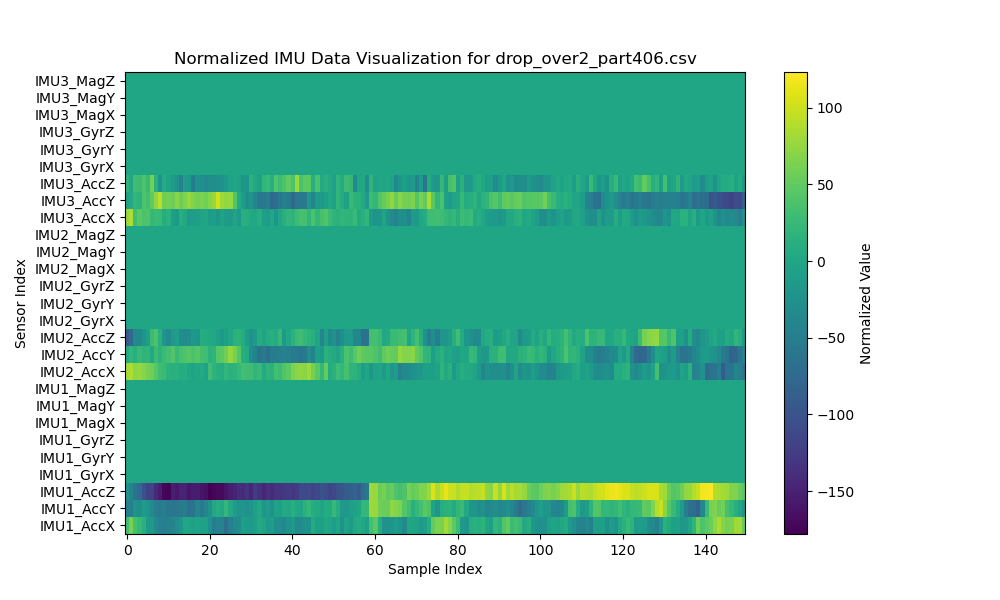 Normalized IMU Data Visualization for drop_over2_part406.csv
Sensor Index
IMU3_MagZ
IMU3_MagY
IMU3_MagX
IMU3_GyrZ
IMU3_GyrY
IMU3_GyrX
IMU3_AccZ
IMU3_AccY
IMU3_AccX
IMU2_MagZ
IMU2_MagY
IMU2_MagX
IMU2_GyrZ
IMU2_GyrY
IMU2_GyrX
IMU2_AccZ
IMU2_AccY
IMU2_AccX
IMU1_MagZ
IMU1_MagY
IMU1_MagX
IMU1_GyrZ
IMU1_GyrY
IMU1_GyrX
IMU1_AccZ
IMU1_AccY
IMU1_AccX
0 20 40 60 80 100 120 140
Sample Index
100
50
0
−50
−100
−150
Normalized Value